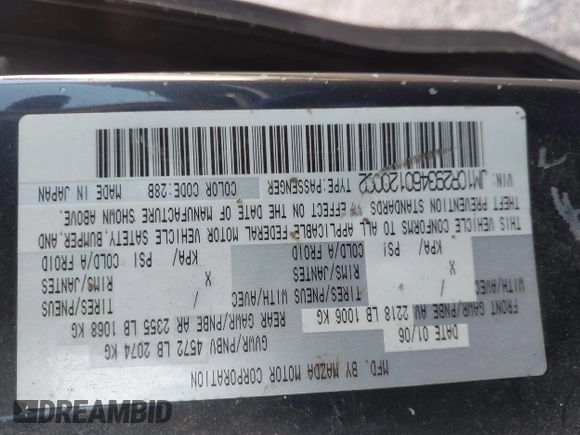 MFD. BY MAZDA MOTOR CORPORATION
DATE 01/06 GVWR/PNBV 4572 LB 2074 KG
FRONT GAWR/PNBE AV 2218 LB 1006 KG REAR GAWR/PNBE AR 2355 LB 1068 KG
WITH/AVEC TIRES/PNEUS / WITH/AVEC TIRES/PNEUS /
RIMS/JANTES X RIMS/JANTES X
COLD/A FROID KPA/ PSI COLD/A FROID KPA/ PSI
THIS VEHICLE CONFORMS TO ALL APPLICABLE FEDERAL MOTOR VEHICLE SAFETY, BUMPER, AND
THEFT PREVENTION STANDARDS IN EFFECT ON THE DATE OF MANUFACTURE SHOWN ABOVE.
VIN: TYPE:PASSENGER COLOR CODE:28B MADE IN JAPAN
DREAMBID